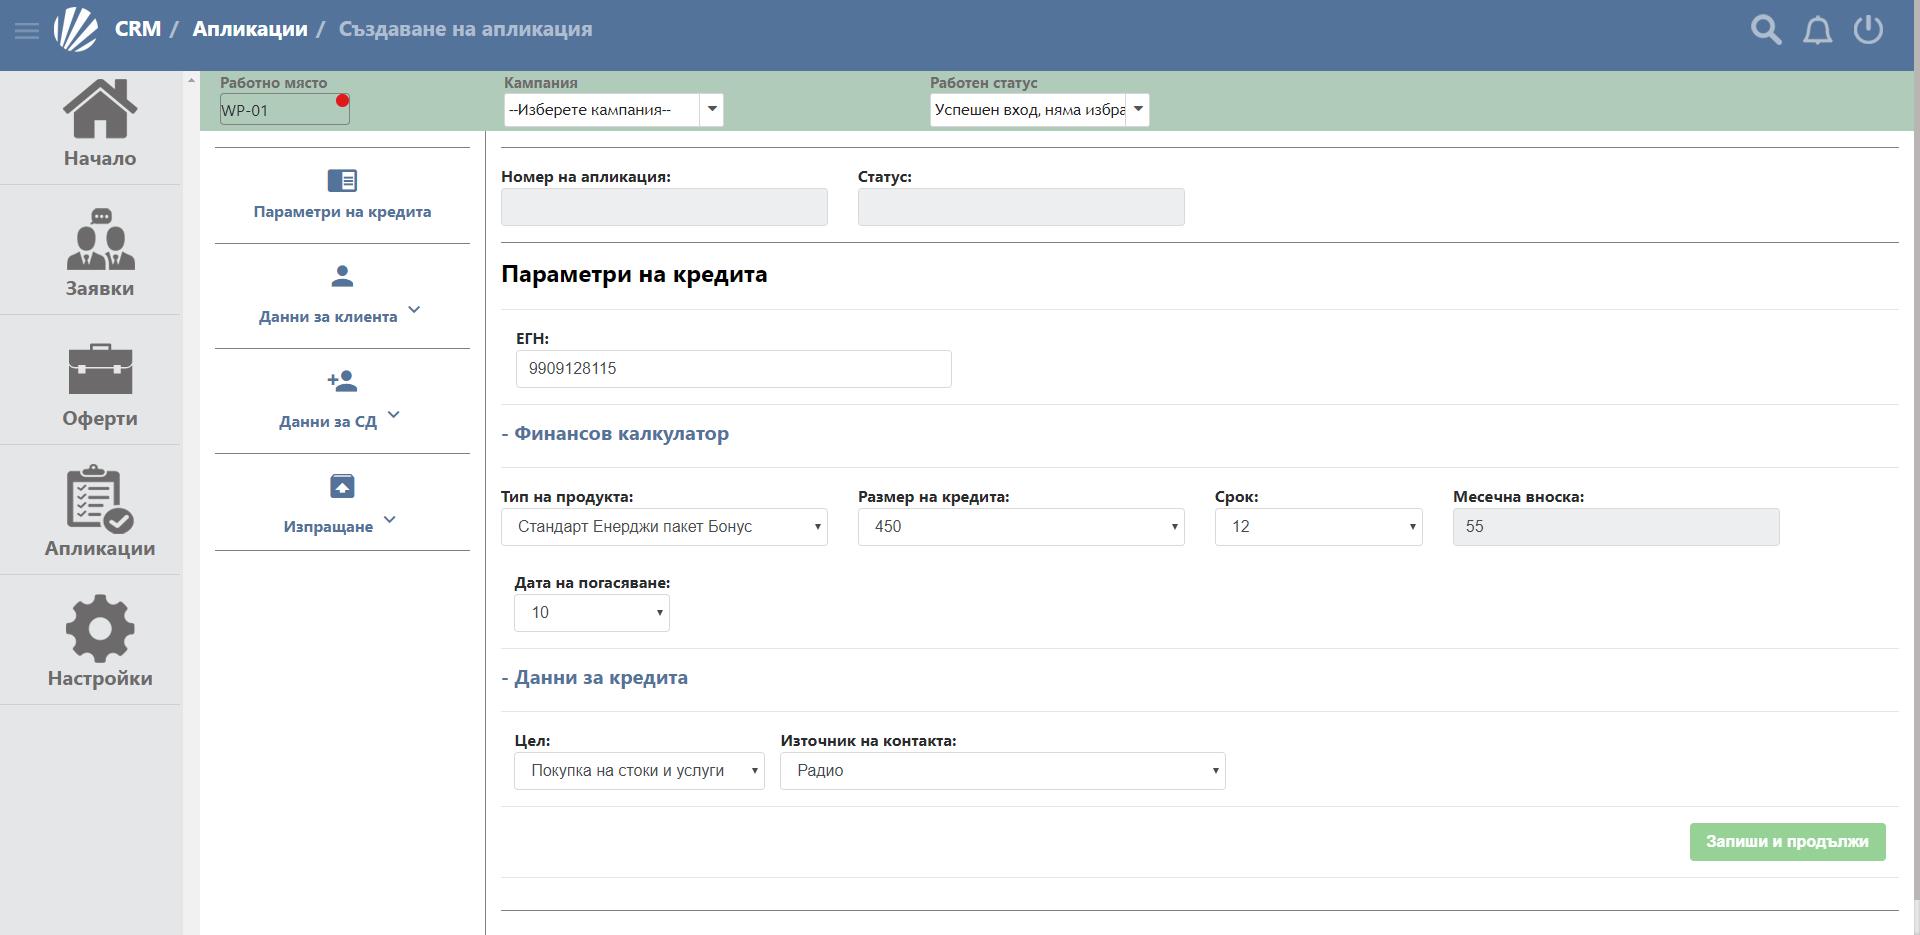 CRM / Апликации / Създаване на апликация
Начало
Заявки
Оферти
Апликации
Настройки
Работно място
WP-01
Кампания
--Изберете кампания--
Работен статус
Успешен вход, няма избра
Параметри на кредита
Данни за клиента
Данни за СД
Изпращане
Номер на апликация:
Статус:
Параметри на кредита
ЕГН:
9909128115
- Финансов калкулатор
Тип на продукта:
Стандарт Енерджи пакет Бонус
Размер на кредита:
450
Срок:
12
Месечна вноска:
55
Дата на погасяване:
10
- Данни за кредита
Цел:
Покупка на стоки и услуги
Източник на контакта:
Радио
Запиши и продължи